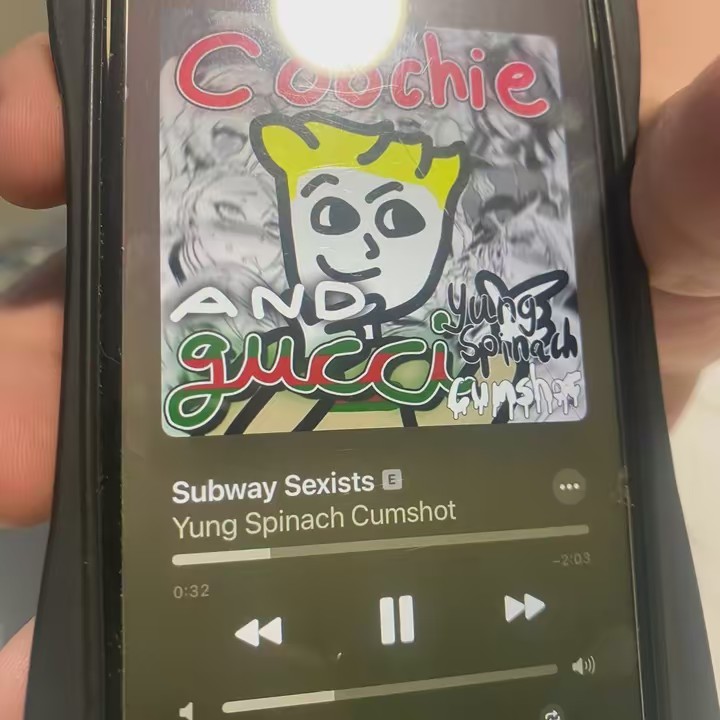 Coochie
AND
gucci
Yung
Spinach
Cumshot
Subway Sexists E
Yung Spinach Cumshot
0:32
-2:03